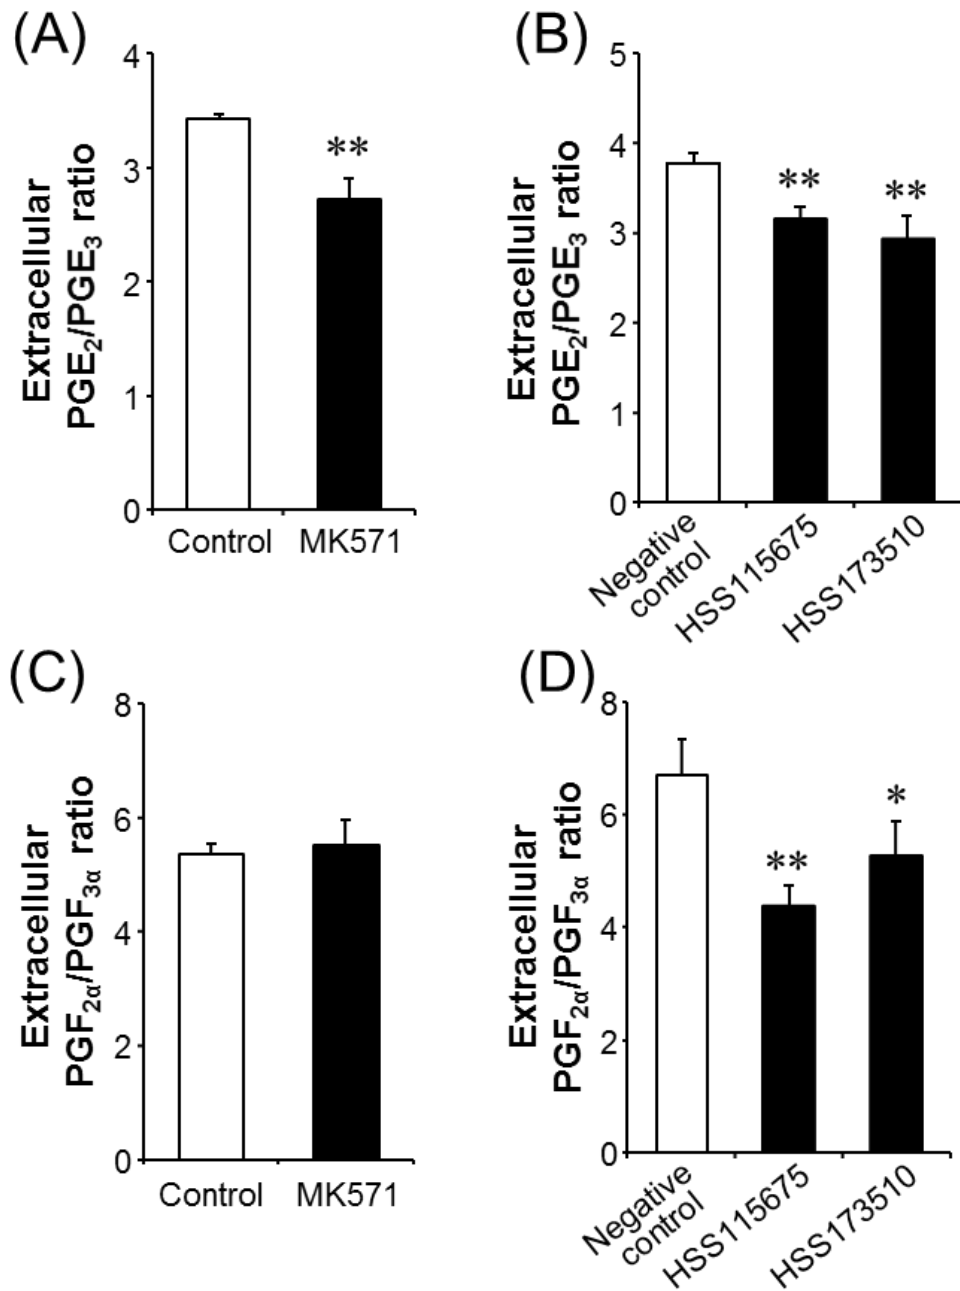 (A)
Extracellular
PGE2/PGE3 ratio
4
3
2
1
0
**
Control
MK571
(B)
Extracellular
PGE2/PGE3 ratio
5
4
3
2
1
0
**
**
Negative
control
HSS115675
HSS173510
(C)
Extracellular
PGF2α/PGF3α ratio
8
6
4
2
0
Control
MK571
(D)
Extracellular
PGF2α/PGF3α ratio
8
6
4
2
0
**
*
Negative
control
HSS115675
HSS173510